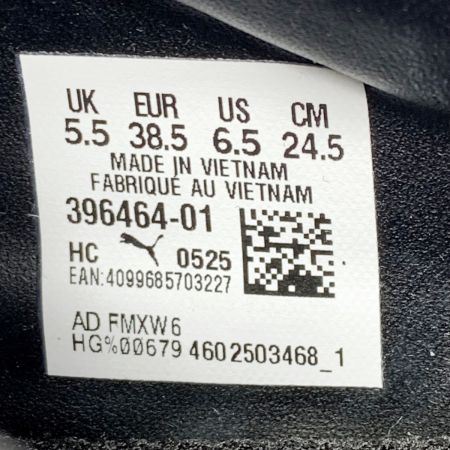 UK EUR US CM
5.5 38.5 6.5 24.5
MADE IN VIETNAM
FABRIQUÉ AU VIETNAM
396464-01
HC 0525
EAN:4099685703227
AD FMXW6
HG%00679 4602503468_1